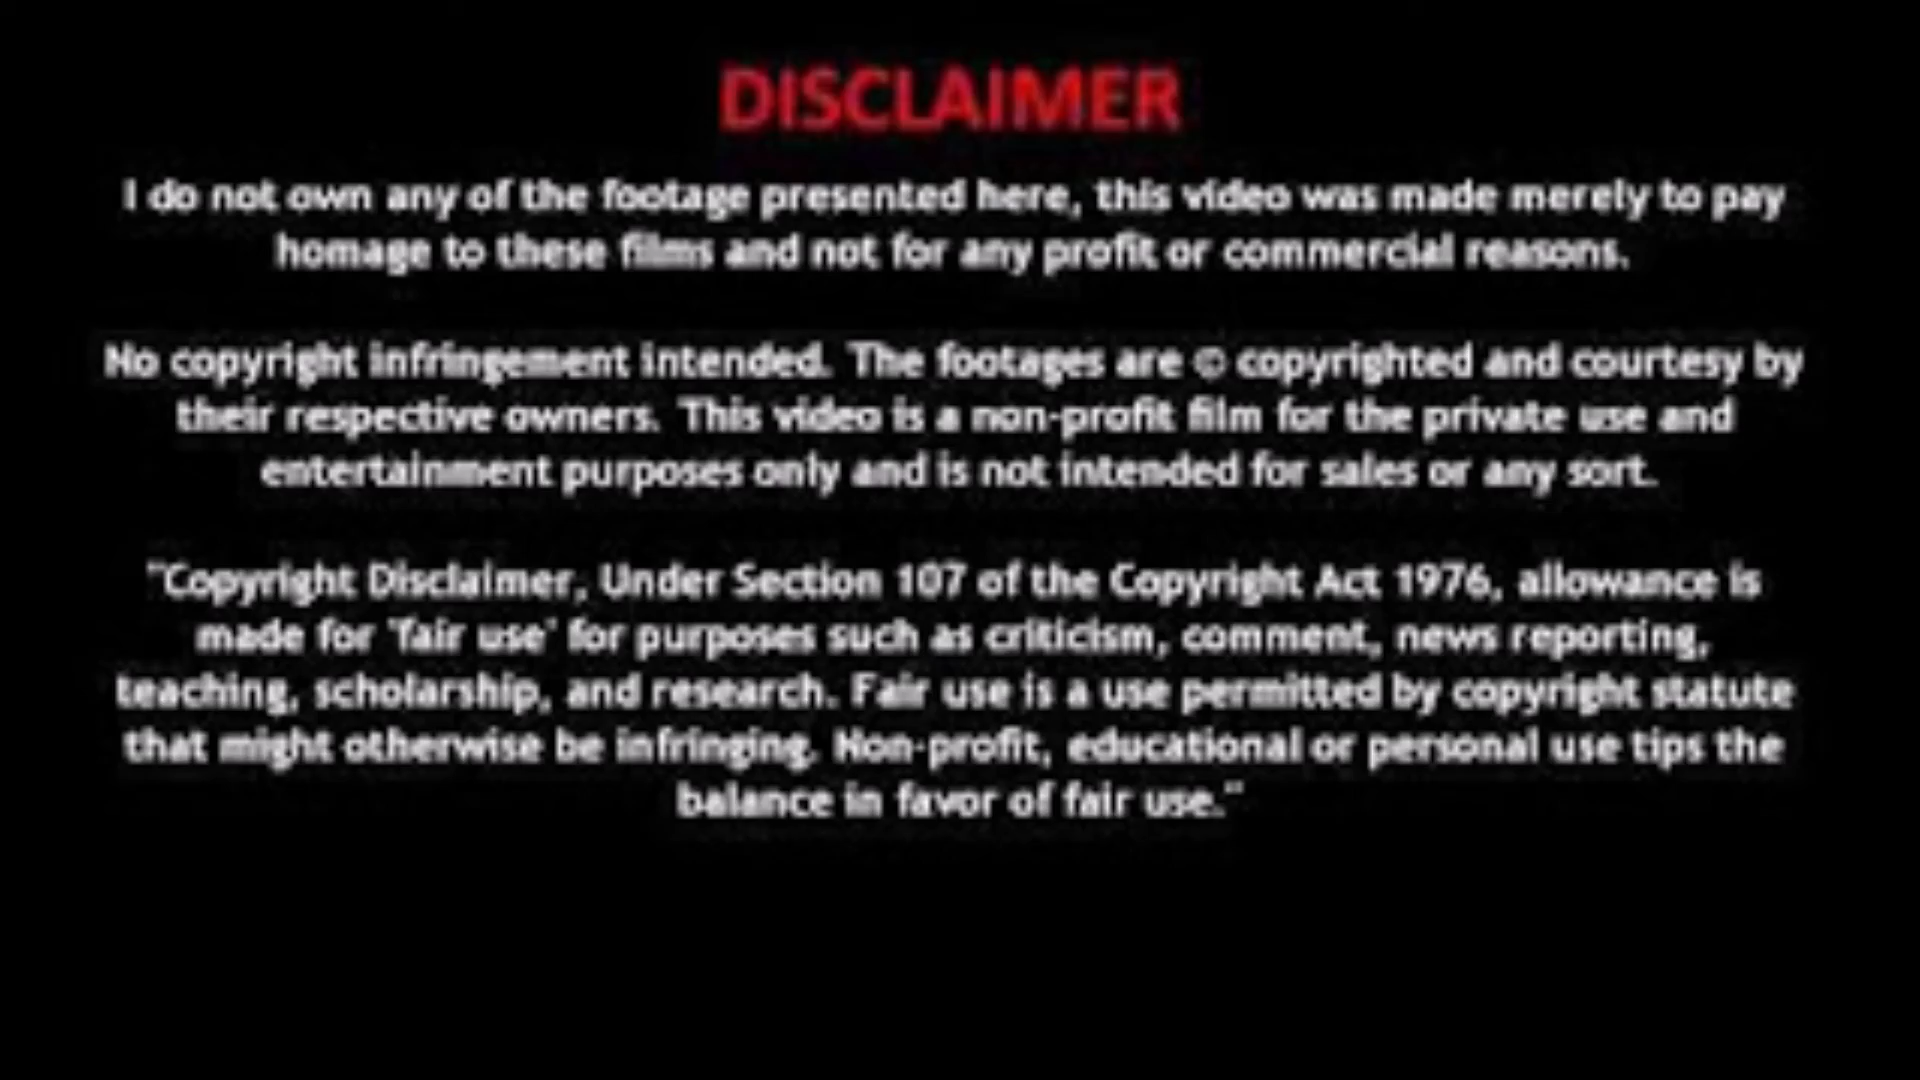 DISCLAIMER
I do not own any of the footage presented here, this video was made merely to pay
homage to these films and not for any profit or commercial reasons.
No copyright infringement intended. The footages are © copyrighted and courtesy by
their respective owners. This video is a non-profit film for the private use and
entertainment purposes only and is not intended for sales or any sort.
"Copyright Disclaimer, Under Section 107 of the Copyright Act 1976, allowance is
made for 'fair use' for purposes such as criticism, comment, news reporting,
teaching, scholarship, and research. Fair use is a use permitted by copyright statute
that might otherwise be infringing. Non-profit, educational or personal use tips the
balance in favor of fair use."